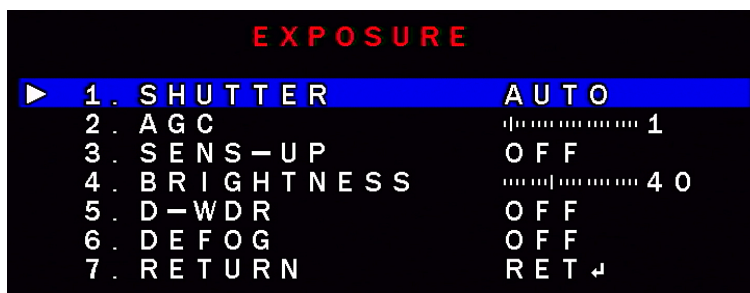 EXPOSURE
1. SHUTTER AUTO
2. AGC 1
3. SENS-UP OFF
4. BRIGHTNESS 40
5. D-WDR OFF
6. DEFOG OFF
7. RETURN RET↲